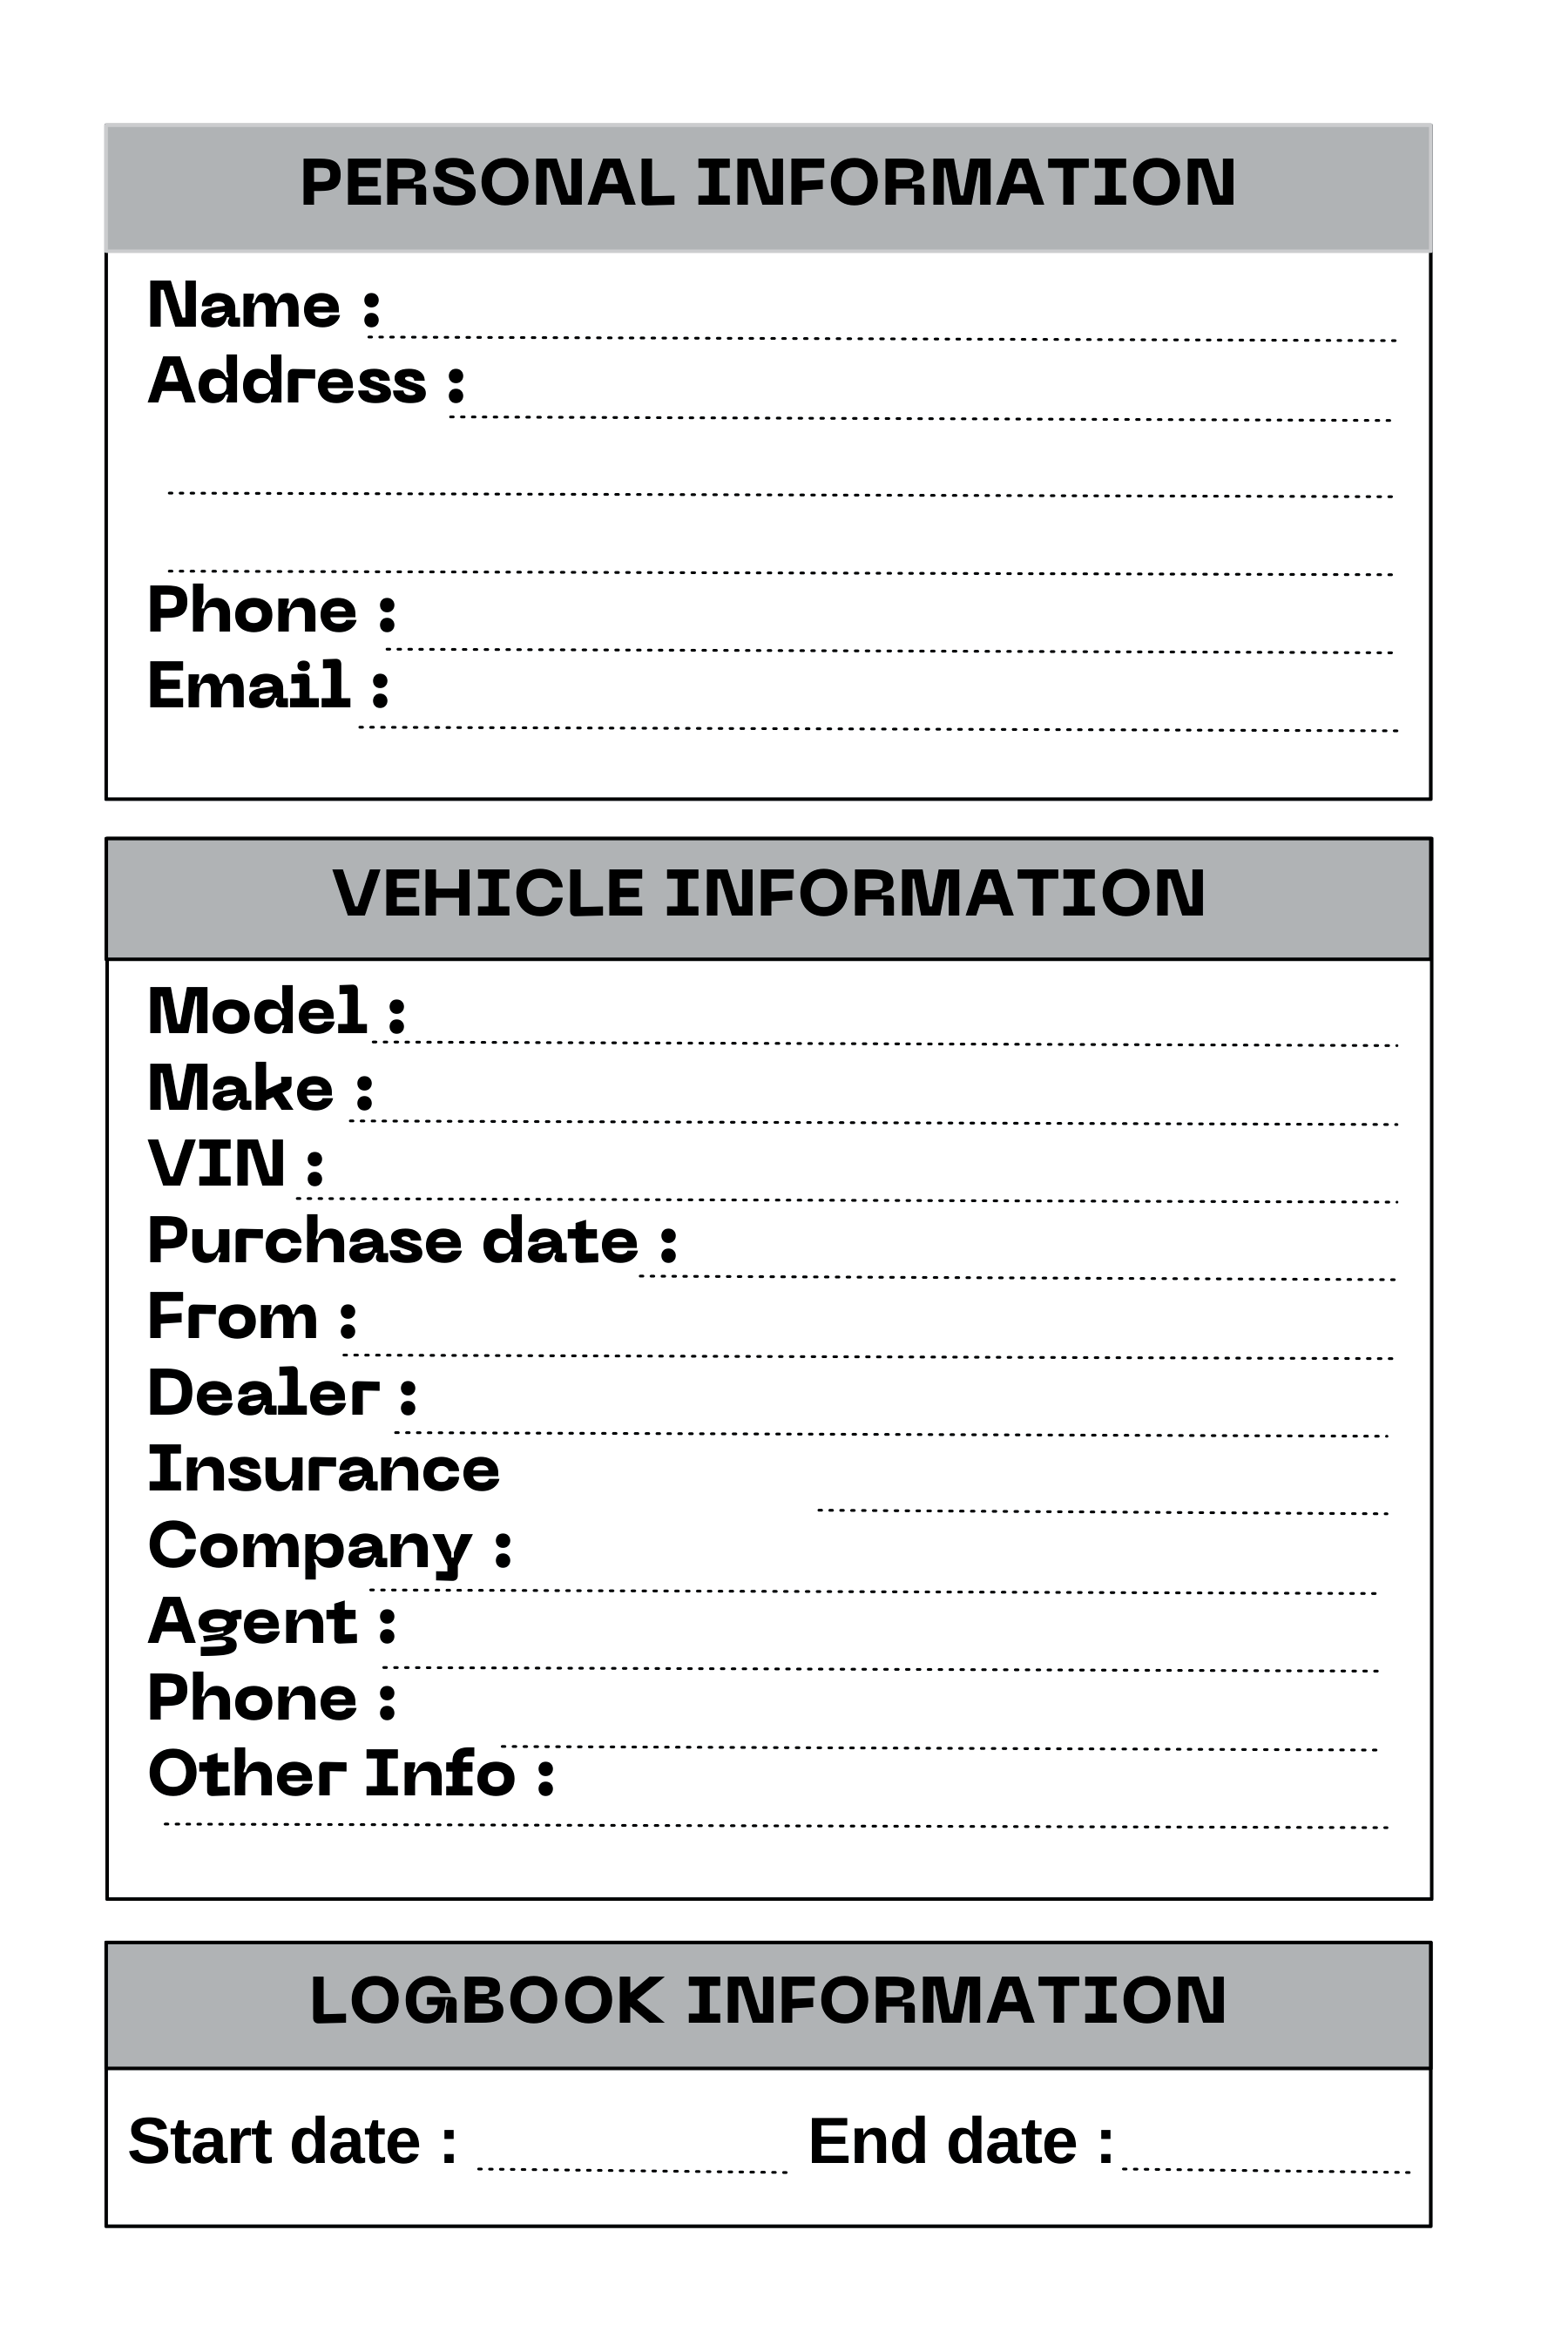 PERSONAL INFORMATION
Name :
Address :
Phone :
Email :
VEHICLE INFORMATION
Model :
Make :
VIN :
Purchase date :
From :
Dealer :
Insurance
Company :
Agent :
Phone :
Other Info :
LOGBOOK INFORMATION
Start date : End date :